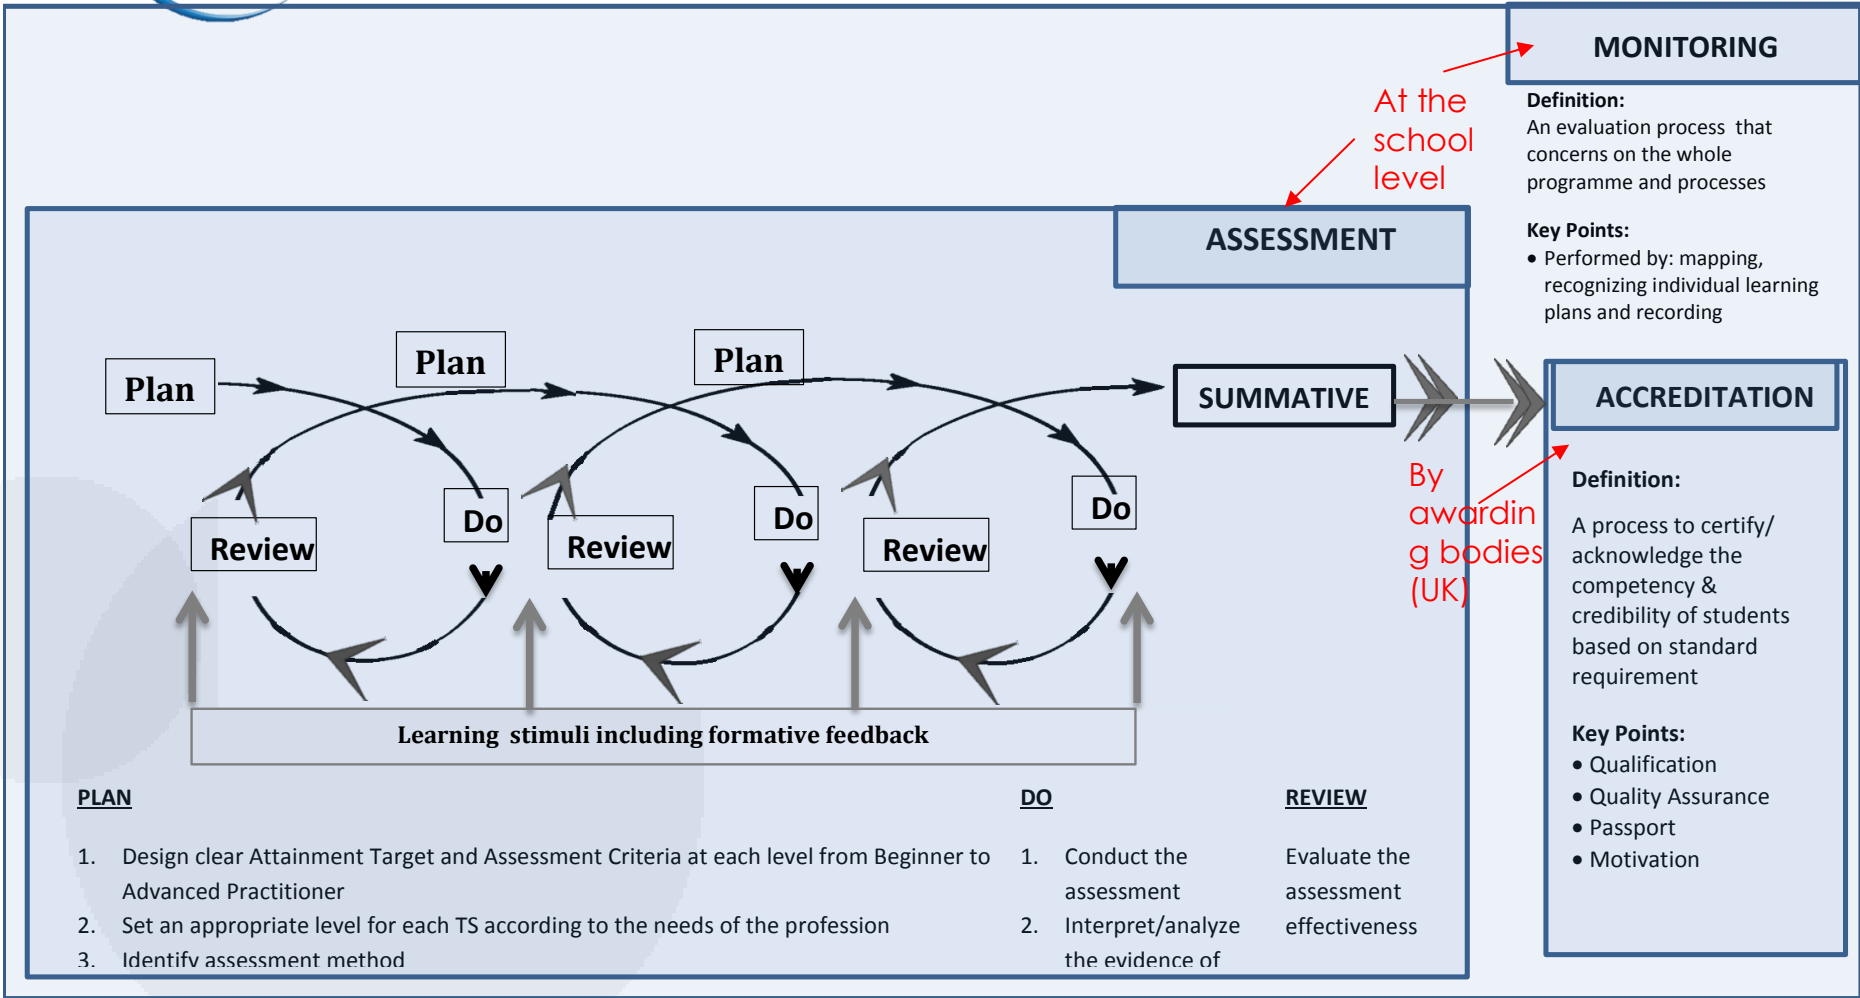 MONITORING
Definition:
An evaluation process that
concerns on the whole
programme and processes
Key Points:
• Performed by: mapping,
recognizing individual learning
plans and recording
At the
school
level
ASSESSMENT
Plan
Plan
Plan
Do
Do
Do
Review
Review
Review
SUMMATIVE
Learning stimuli including formative feedback
ACCREDITATION
By
awardin
g bodies
(UK)
Definition:
A process to certify/
acknowledge the
competency &
credibility of students
based on standard
requirement
Key Points:
• Qualification
• Quality Assurance
• Passport
• Motivation
PLAN
1. Design clear Attainment Target and Assessment Criteria at each level from Beginner to
Advanced Practitioner
2. Set an appropriate level for each TS according to the needs of the profession
3. Identify assessment method
DO
1. Conduct the
assessment
2. Interpret/analyze
the evidence of
REVIEW
Evaluate the
assessment
effectiveness